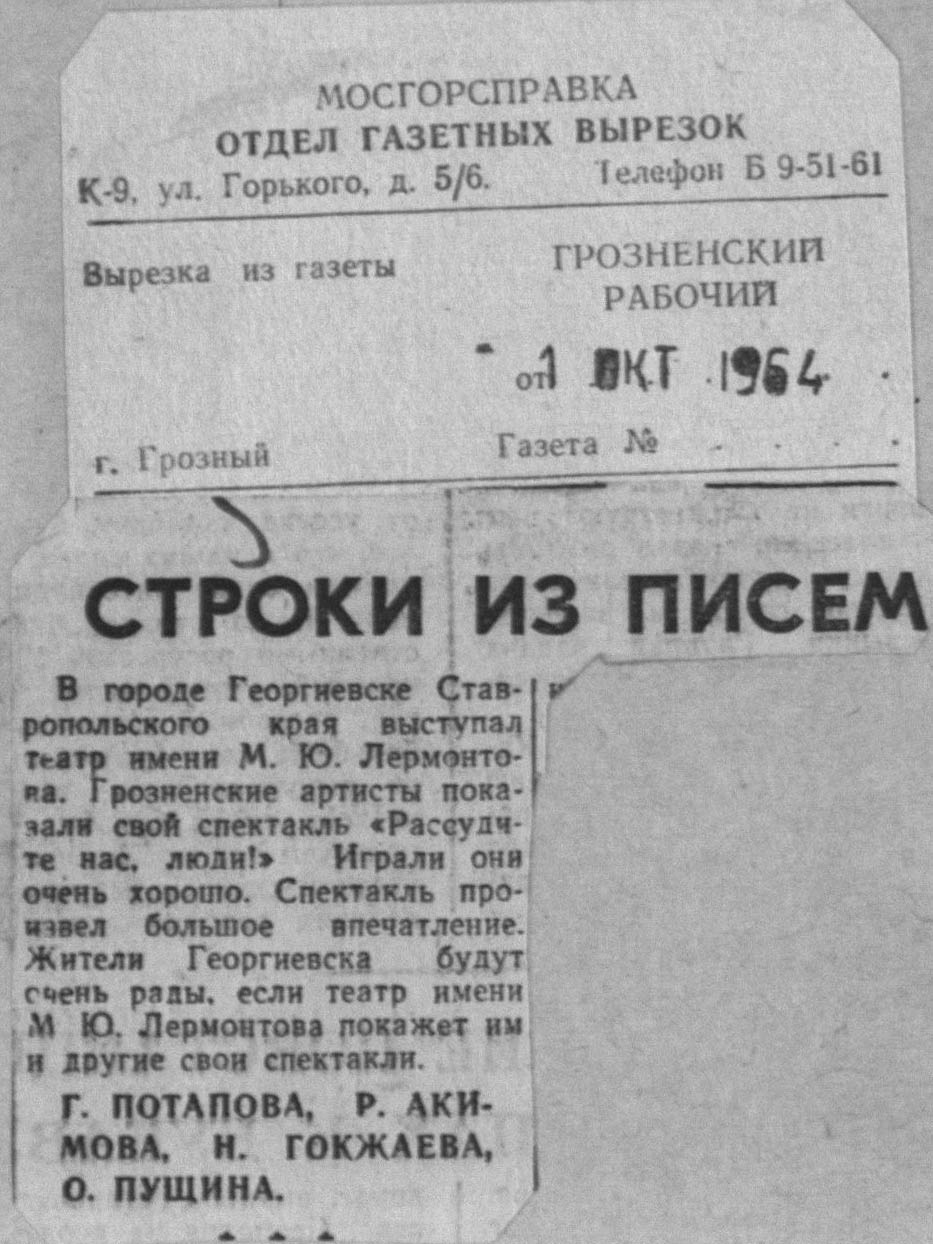 МОСГОРСПРАВКА
ОТДЕЛ ГАЗЕТНЫХ ВЫРЕЗОК
К-9, ул. Горького, д. 5/6. Телефон Б 9-51-61
Вырезка из газеты
ГРОЗНЕНСКИЙ
РАБОЧИЙ
- от 1 ОКТ 1964
г. Грозный Газета №
СТРОКИ ИЗ ПИСЕМ
В городе Георгиевске Став-
ропольского края выступал
театр имени М. Ю. Лермонто-
ва. Грозненские артисты пока-
зали свой спектакль «Рассуди-
те нас, люди!» Играли они
очень хорошо. Спектакль про-
извел большое впечатление.
Жители Георгиевска будут
очень рады, если театр имени
М Ю. Лермонтова покажет им
и другие свои спектакли.
Г. ПОТАПОВА, Р. АКИ-
МОВА, Н. ГОКЖАЕВА,
О. ПУЩИНА.